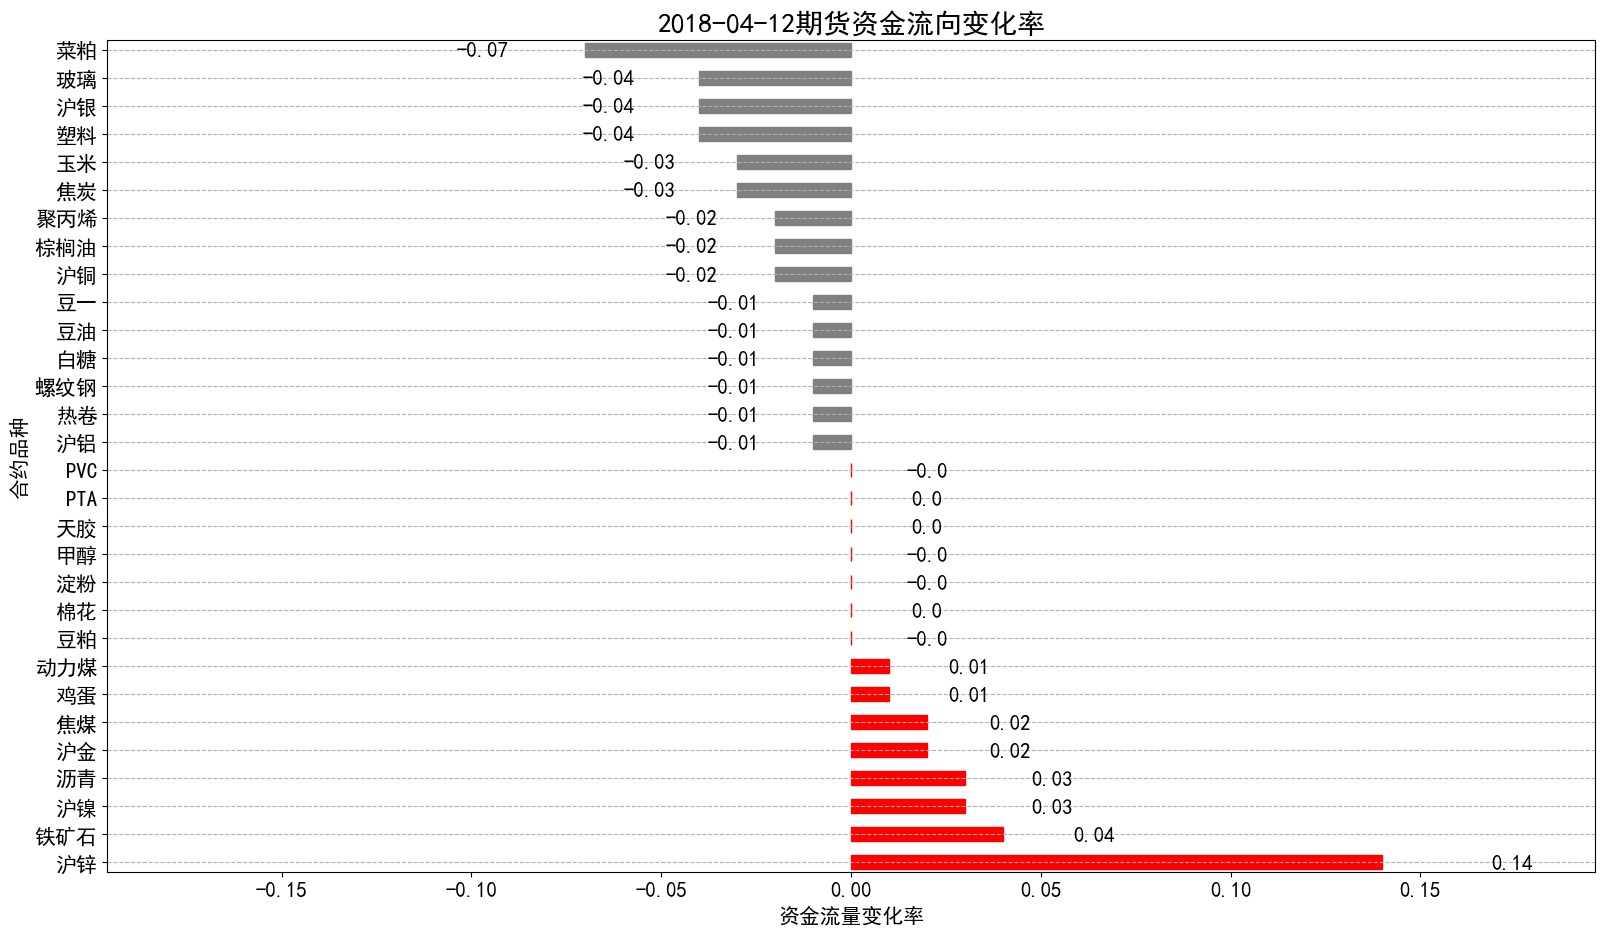 2018-04-12期货资金流向变化率
合约品种
菜粕 -0.07
玻璃 -0.04
沪银 -0.04
塑料 -0.04
玉米 -0.03
焦炭 -0.03
聚丙烯 -0.02
棕榈油 -0.02
沪铜 -0.02
豆一 -0.01
豆油 -0.01
白糖 -0.01
螺纹钢 -0.01
热卷 -0.01
沪铝 -0.01
PVC -0.0
PTA 0.0
天胶 0.0
甲醇 -0.0
淀粉 -0.0
棉花 0.0
豆粕 -0.0
动力煤 0.01
鸡蛋 0.01
焦煤 0.02
沪金 0.02
沥青 0.03
沪镍 0.03
铁矿石 0.04
沪锌 0.14
-0.15 -0.10 -0.05 0.00 0.05 0.10 0.15
资金流量变化率